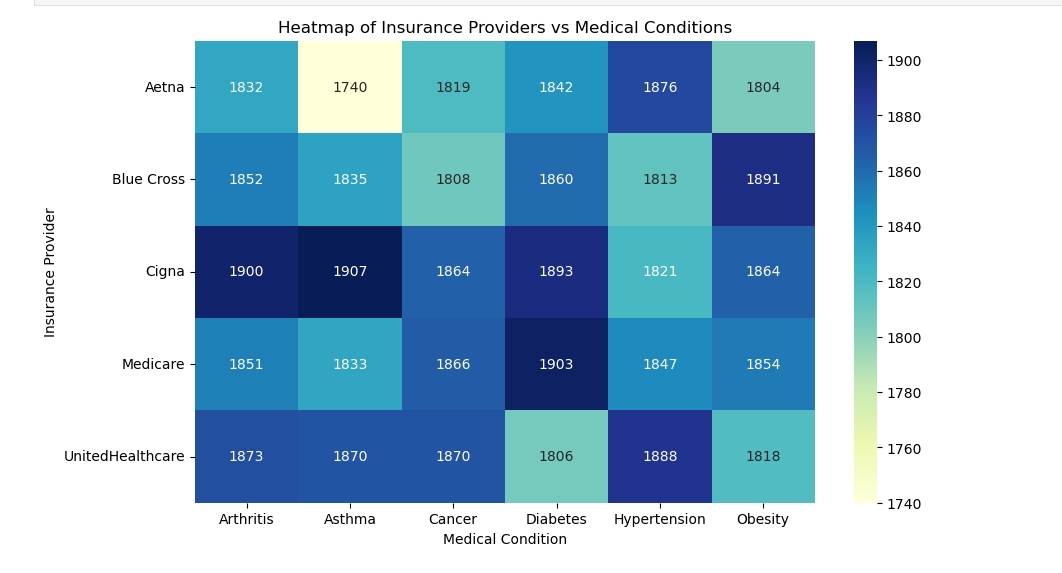 Heatmap of Insurance Providers vs Medical Conditions
Insurance Provider
Aetna 1832 1740 1819 1842 1876 1804
Blue Cross 1852 1835 1808 1860 1813 1891
Cigna 1900 1907 1864 1893 1821 1864
Medicare 1851 1833 1866 1903 1847 1854
UnitedHealthcare 1873 1870 1870 1806 1888 1818
Arthritis Asthma Cancer Diabetes Hypertension Obesity
Medical Condition
1900
1880
1860
1840
1820
1800
1780
1760
1740